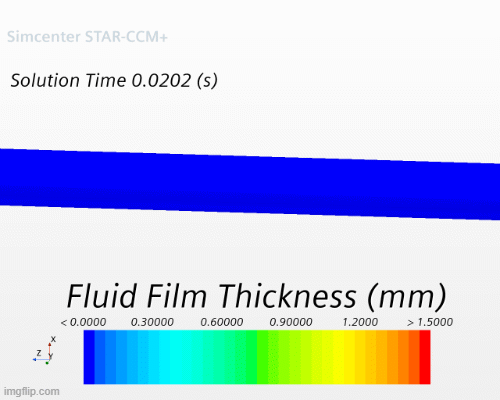 Simcenter STAR-CCM+
Solution Time 0.0202 (s)
Fluid Film Thickness (mm)
< 0.0000 0.30000 0.60000 0.90000 1.2000 > 1.5000
X
Z Y
imgflip.com